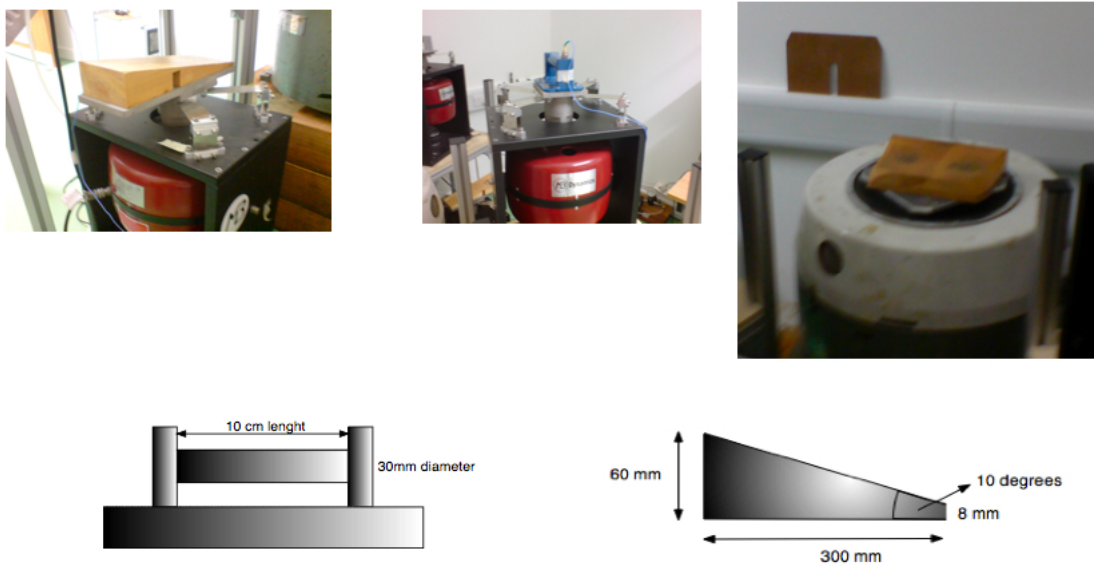 10 cm lenght
30mm diameter
60 mm
10 degrees
8 mm
300 mm